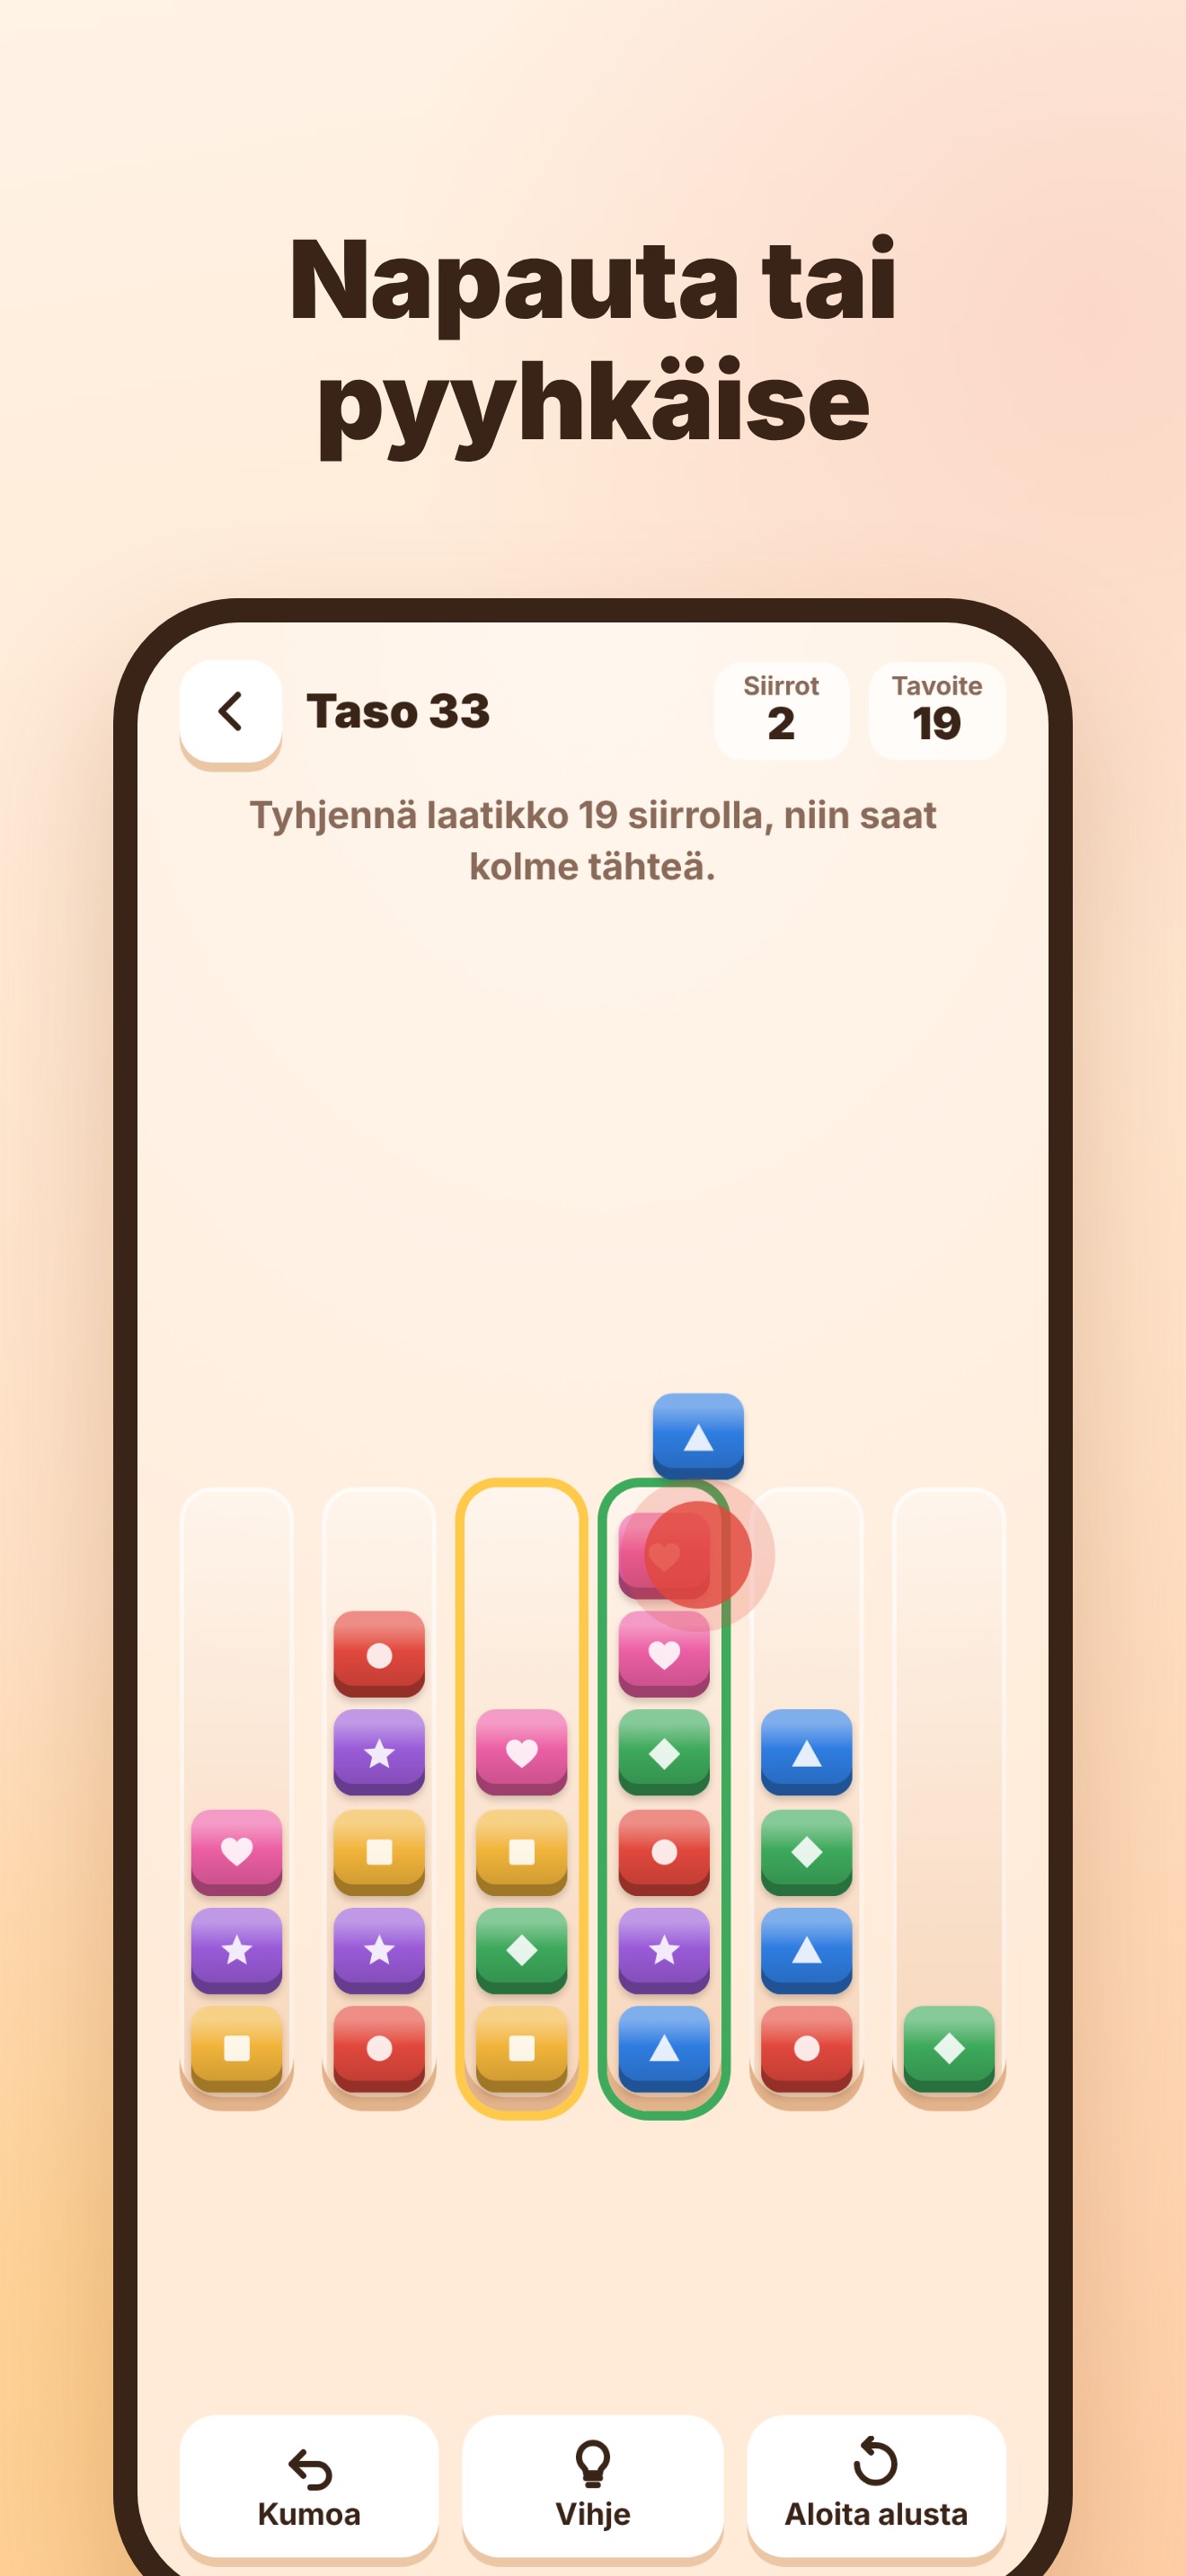 Napauta tai
pyyhkäise
Taso 33
Siirrot
2
Tavoite
19
Tyhjennä laatikko 19 siirrolla, niin saat
kolme tähteä.
Kumoa
Vihje
Aloita alusta